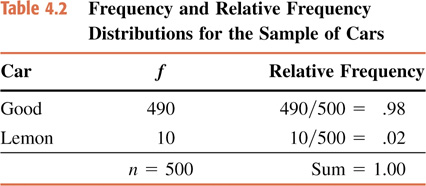 Table 4.2 Frequency and Relative Frequency
Distributions for the Sample of Cars
Car f Relative Frequency
Good 490 490/500 = .98
Lemon 10 10/500 = .02
n = 500 Sum = 1.00